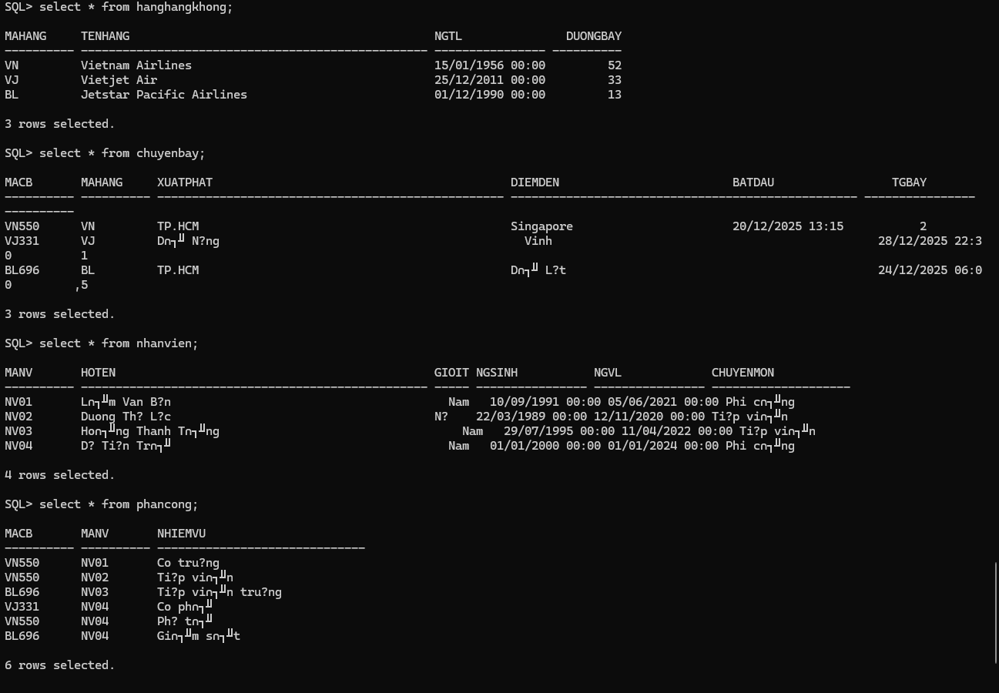 SQL> select * from hanghangkhong;
MAHANG     TENHANG                                            NGTL               DUONGBAY
---------- -------------------------------------------------- ---------------- ----------
VN         Vietnam Airlines                                   15/01/1956 00:00         52
VJ         Vietjet Air                                        25/12/2011 00:00         33
BL         Jetstar Pacific Airlines                           01/12/1990 00:00         13
3 rows selected.
SQL> select * from chuyenbay;
MACB       MAHANG     XUATPHAT                                           DIEMDEN                         BATDAU                 TGBAY
---------- ---------- -------------------------------------------------- -------------------------------------------------- ----------------
----------
VN550      VN         TP.HCM                                             Singapore                       20/12/2025 13:15           2
VJ331      VJ         D∩┐╜ N?ng                                            Vinh                                               28/12/2025 22:3
0          1
BL696      BL         TP.HCM                                             D∩┐╜ L?t                                             24/12/2025 06:0
0         ,5
3 rows selected.
SQL> select * from nhanvien;
MANV       HOTEN                                              GIOIT NGSINH           NGVL             CHUYENMON
---------- -------------------------------------------------- ----- ---------------- ---------------- --------------------
NV01       L∩┐╜m Van B?n                                        Nam   10/09/1991 00:00 05/06/2021 00:00 Phi c∩┐╜ng
NV02       Duong Th? L?c                                      N?    22/03/1989 00:00 12/11/2020 00:00 Ti?p vi∩┐╜n
NV03       Ho∩┐╜ng Thanh T∩┐╜ng                                   Nam   29/07/1995 00:00 11/04/2022 00:00 Ti?p vi∩┐╜n
NV04       D? Ti?n Tr∩┐╜                                        Nam   01/01/2000 00:00 01/01/2024 00:00 Phi c∩┐╜ng
4 rows selected.
SQL> select * from phancong;
MACB       MANV       NHIEMVU
---------- ---------- ------------------------------
VN550      NV01       Co tru?ng
VN550      NV02       Ti?p vi∩┐╜n
BL696      NV03       Ti?p vi∩┐╜n tru?ng
VJ331      NV04       Co ph∩┐╜
VN550      NV04       Ph? t∩┐╜
BL696      NV04       Gi∩┐╜m s∩┐╜t
6 rows selected.